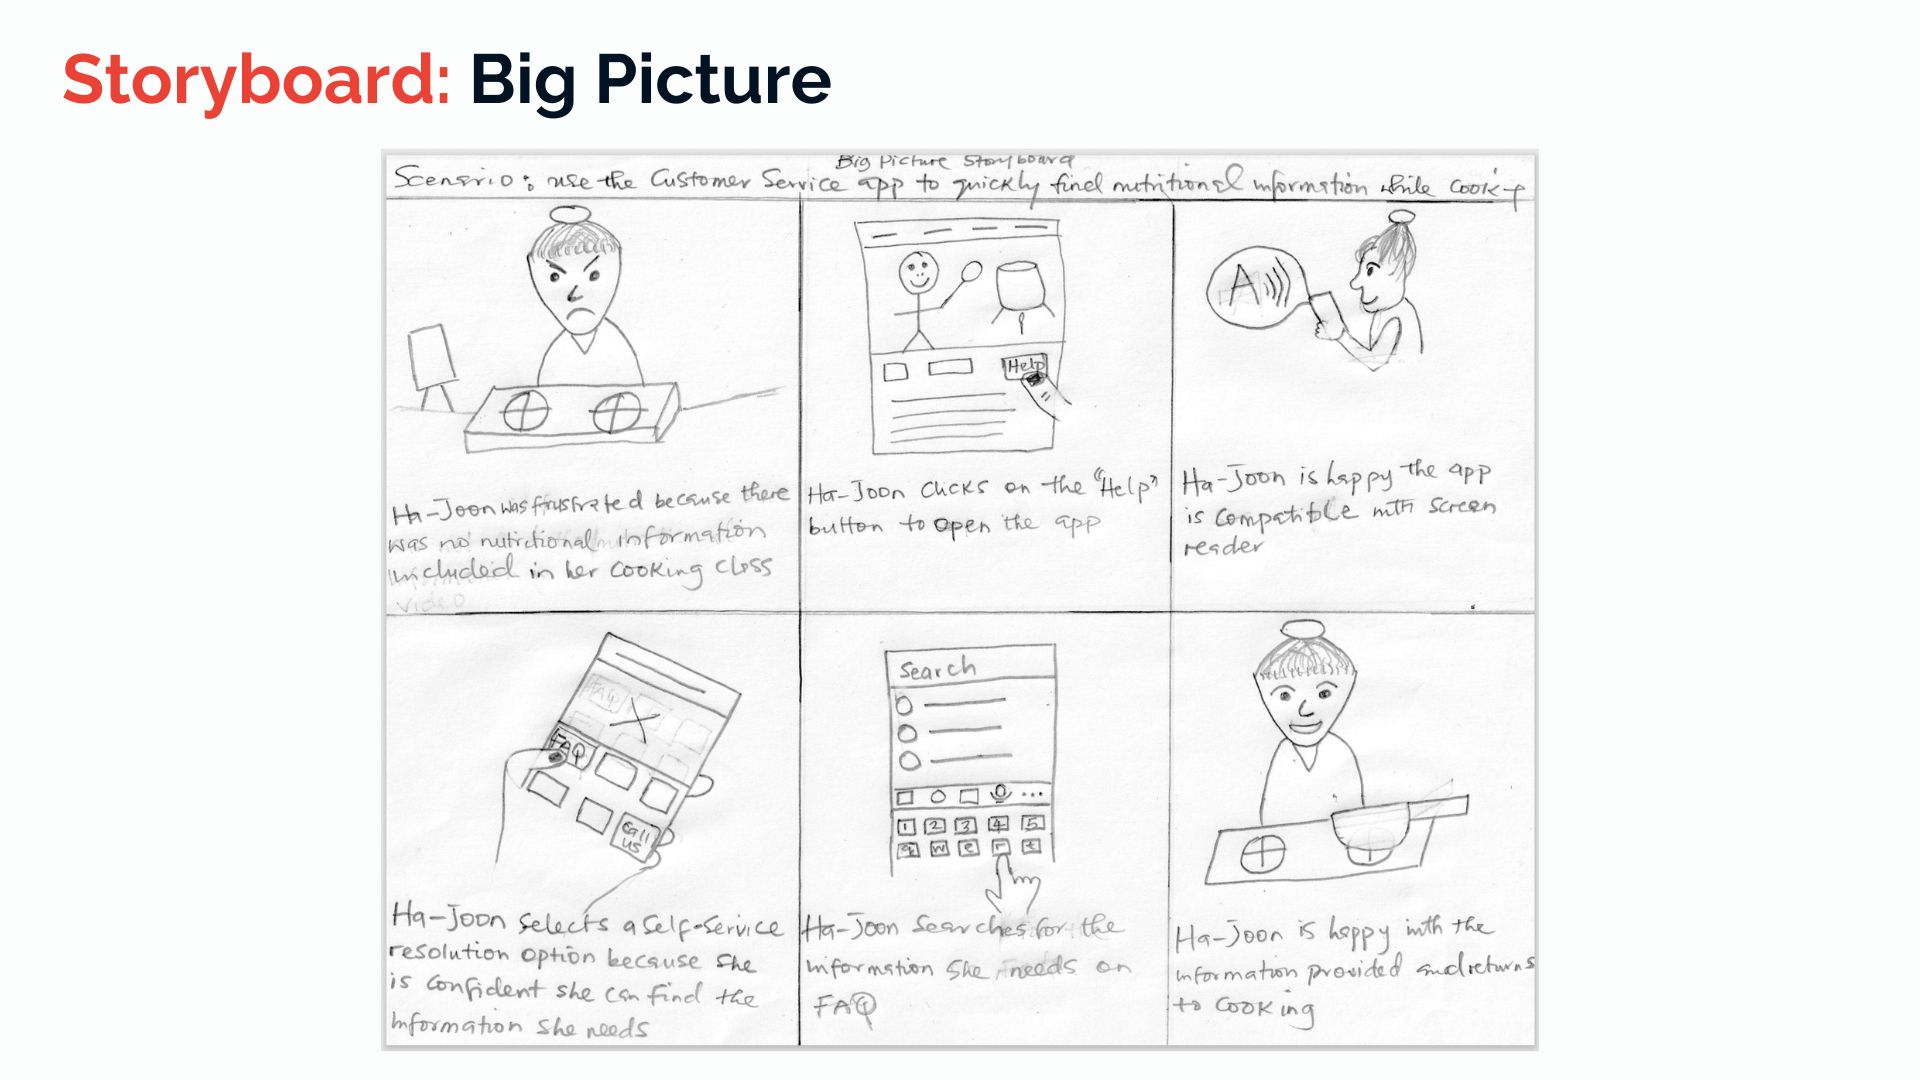 Storyboard: Big Picture
Big Picture Storyboard
Scenario: use the Customer Service app to quickly find nutritional information while cooking
Ha-Joon was frustrated because there
was no nutritional information
included in her cooking class
video
Ha-Joon clicks on the "Help"
button to open the app
Help
Ha-Joon is happy the app
is compatible with screen
reader
A
Ha-Joon selects a self-service
resolution option because she
is confident she can find the
information she needs
FAQ
FAQ
Call
us
Search
1 2 3 4 5
q w e r t
Ha-Joon searches for the
information she needs on
FAQ
Ha-Joon is happy with the
information provided and returns
to cooking